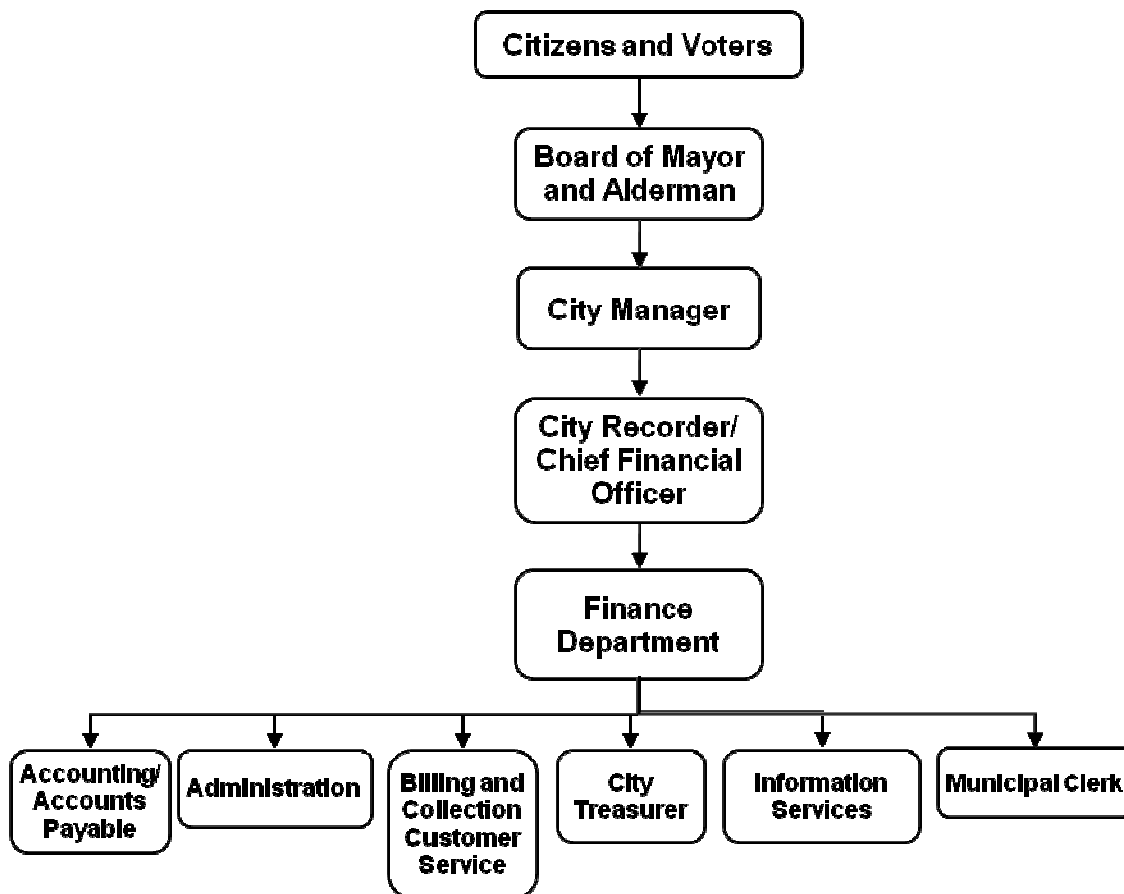 Citizens and Voters
Board of Mayor
and Alderman
City Manager
City Recorder/
Chief Financial
Officer
Finance
Department
Accounting/
Accounts
Payable
Administration
Billing and
Collection
Customer
Service
City
Treasurer
Information
Services
Municipal Clerk